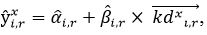 ŷ^x_{i,r} = α̂_{i,r} + β̂_{i,r} × \overrightarrow{kd^x_{i,r}},